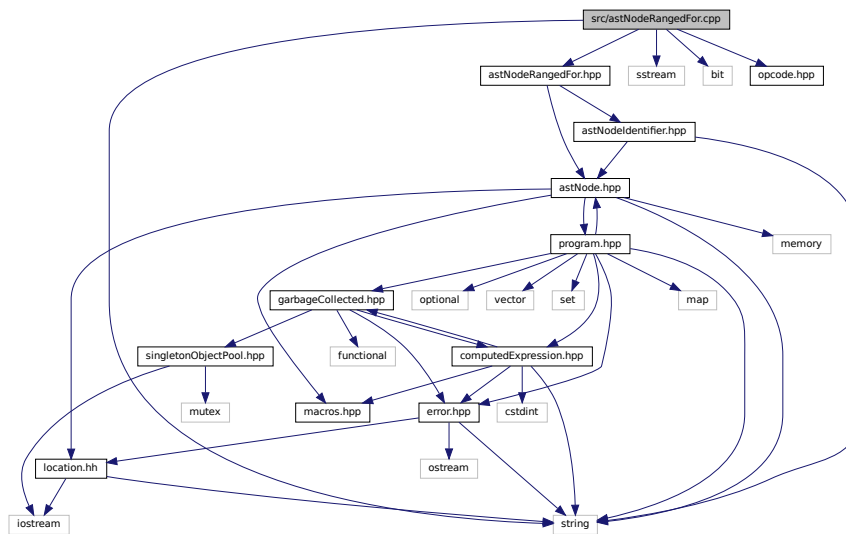 src/astNodeRangedFor.cpp
astNodeRangedFor.hpp
sstream
bit
opcode.hpp
astNodeIdentifier.hpp
astNode.hpp
program.hpp
memory
garbageCollected.hpp
optional
vector
set
map
singletonObjectPool.hpp
functional
computedExpression.hpp
mutex
macros.hpp
error.hpp
cstdint
location.hh
ostream
iostream
string